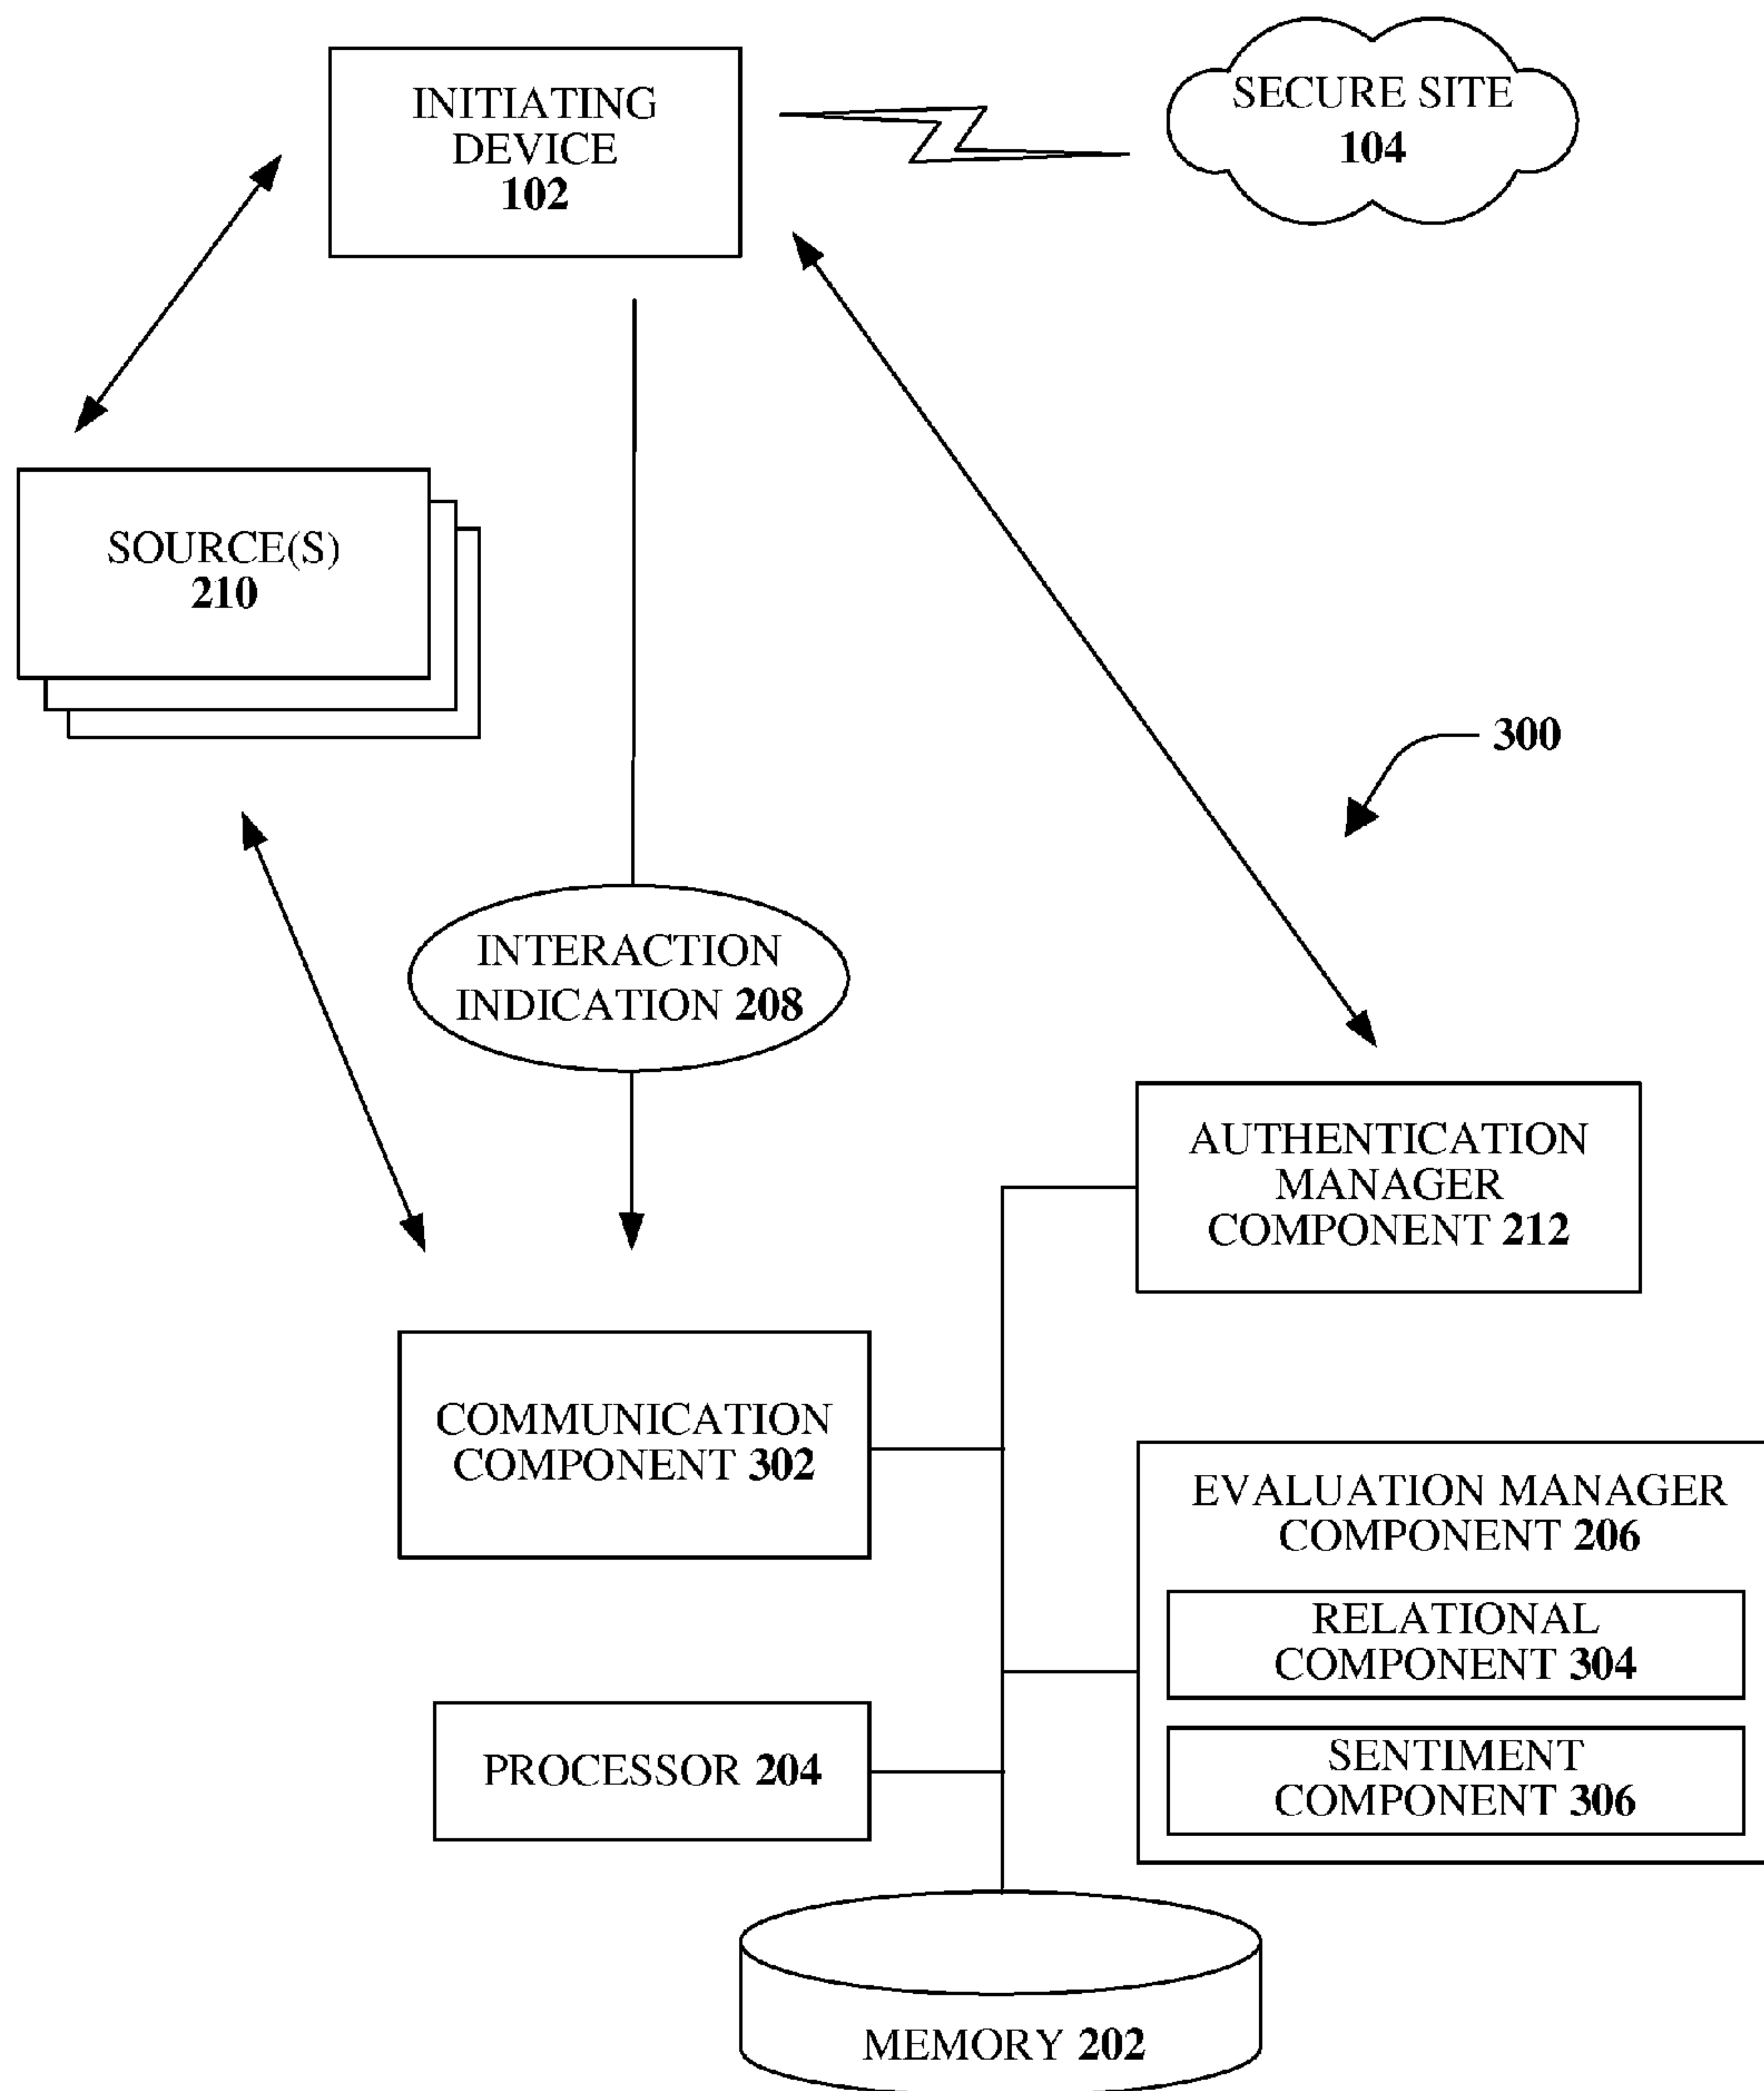 INITIATING
DEVICE
102
SECURE SITE
104
SOURCE(S)
210
300
INTERACTION
INDICATION 208
AUTHENTICATION
MANAGER
COMPONENT 212
COMMUNICATION
COMPONENT 302
EVALUATION MANAGER
COMPONENT 206
RELATIONAL
COMPONENT 304
PROCESSOR 204
SENTIMENT
COMPONENT 306
MEMORY 202